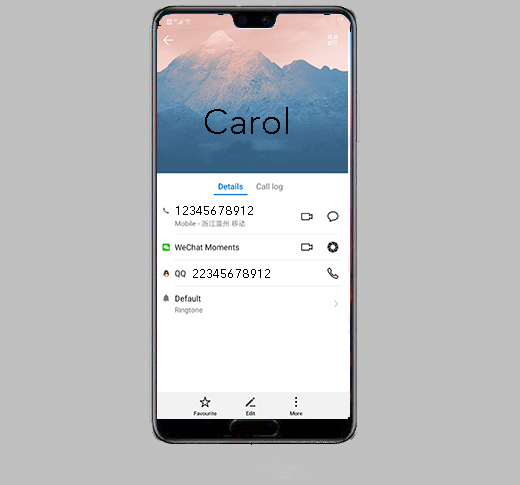 Carol
Details Call log
12345678912
Mobile - 浙江温州 移动
WeChat Moments
QQ 22345678912
Default
Ringtone
Favourite Edit More